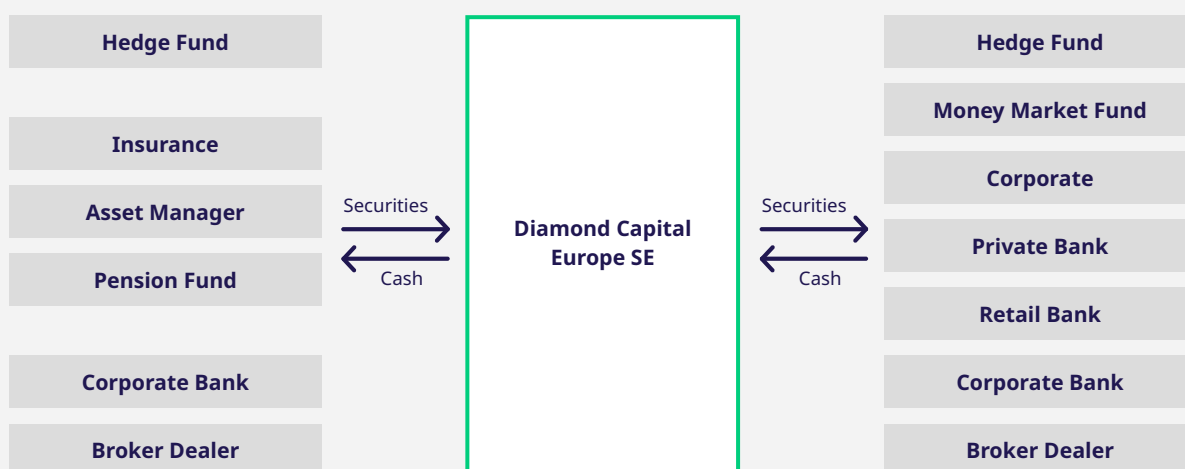 Hedge Fund
Insurance
Asset Manager
Pension Fund
Corporate Bank
Broker Dealer
Securities
Cash
Diamond Capital
Europe SE
Securities
Cash
Hedge Fund
Money Market Fund
Corporate
Private Bank
Retail Bank
Corporate Bank
Broker Dealer